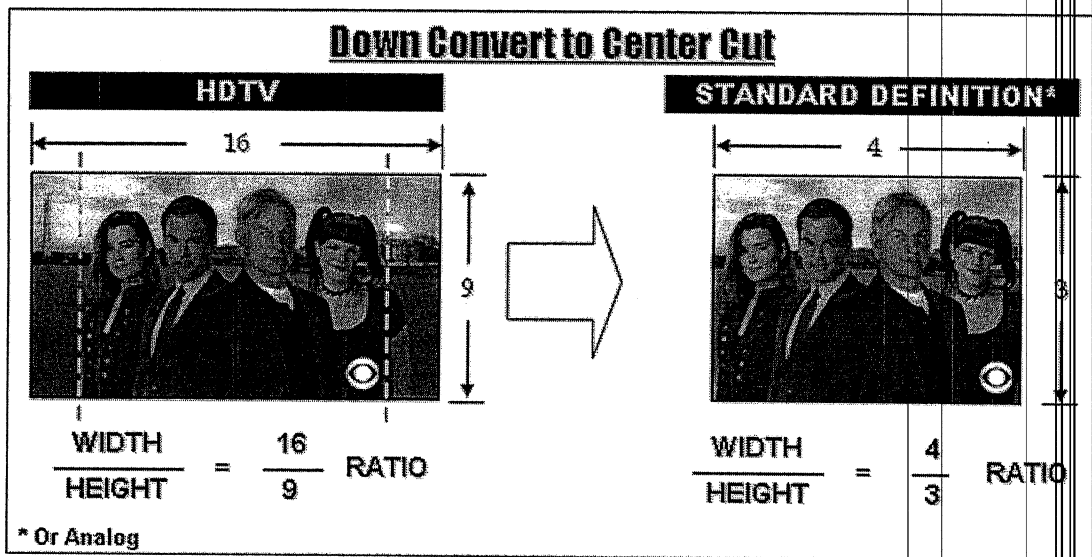 Down Convert to Center Cut
HDTV
STANDARD DEFINITION*
16
4
9
3
WIDTH
HEIGHT
=
16
9
RATIO
WIDTH
HEIGHT
=
4
3
RATIO
* Or Analog